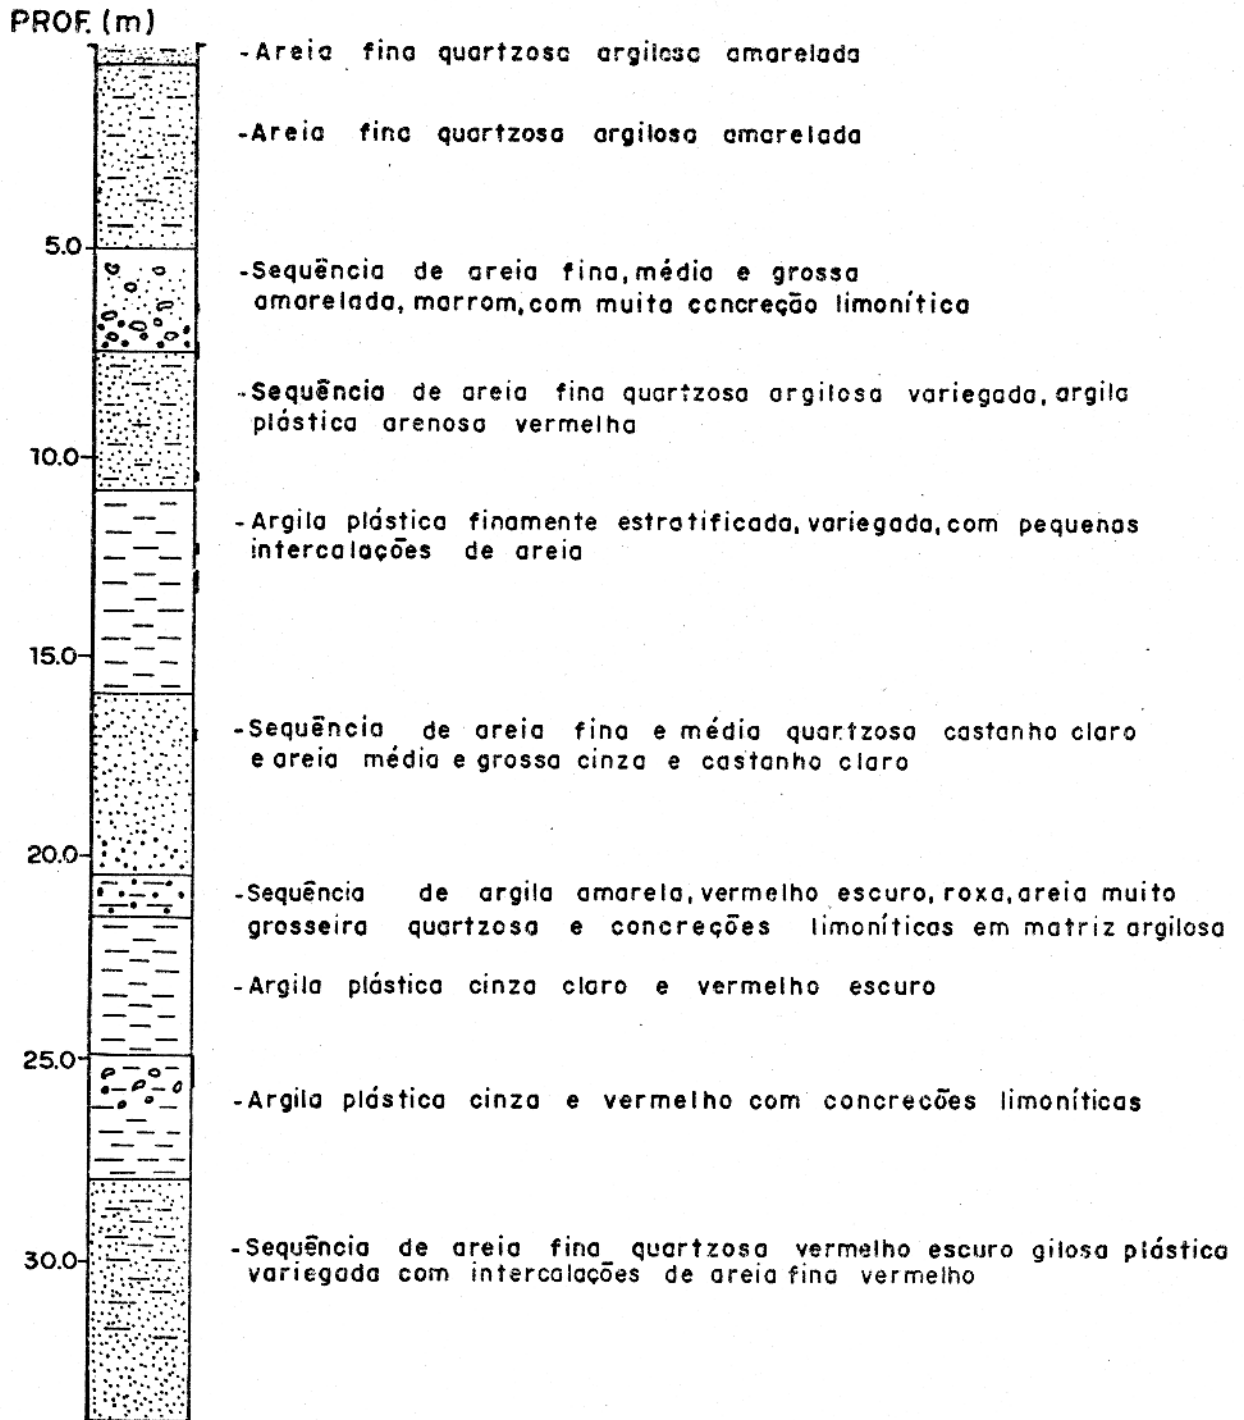 PROF. (m)
-Areia fina quartzosa argilosa amarelada
-Areia fina quartzosa argilosa amarelada
5.0
-Sequência de areia fina, média e grossa
amarelada, marrom, com muita concreção limonítica
-Sequência de areia fina quartzosa argilosa variegada, argila
plástica arenosa vermelha
10.0
-Argila plástica finamente estratificada, variegada, com pequenas
intercalações de areia
15.0
-Sequência de areia fina e média quartzosa castanho claro
e areia média e grossa cinza e castanho claro
20.0
-Sequência de argila amarela, vermelho escuro, roxa, areia muito
grosseira quartzosa e concreções limoníticas em matriz argilosa
-Argila plástica cinza claro e vermelho escuro
25.0
-Argila plástica cinza e vermelho com concrecões limoníticas
30.0
-Sequência de areia fina quartzosa vermelho escuro gilosa plástica
variegada com intercalações de areia fina vermelho